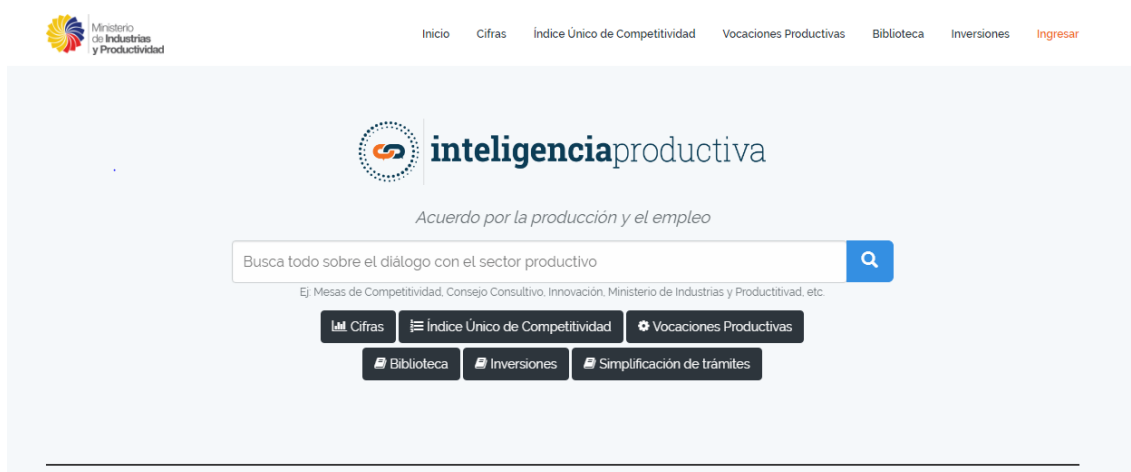 Ministerio
de Industrias
y Productividad
Inicio Cifras Índice Único de Competitividad Vocaciones Productivas Biblioteca Inversiones Ingresar
inteligenciaproductiva
Acuerdo por la producción y el empleo
Busca todo sobre el diálogo con el sector productivo
Ej: Mesas de Competitividad, Consejo Consultivo, Innovación, Ministerio de Industrias y Productitivad, etc.
Cifras Índice Único de Competitividad Vocaciones Productivas
Biblioteca Inversiones Simplificación de trámites